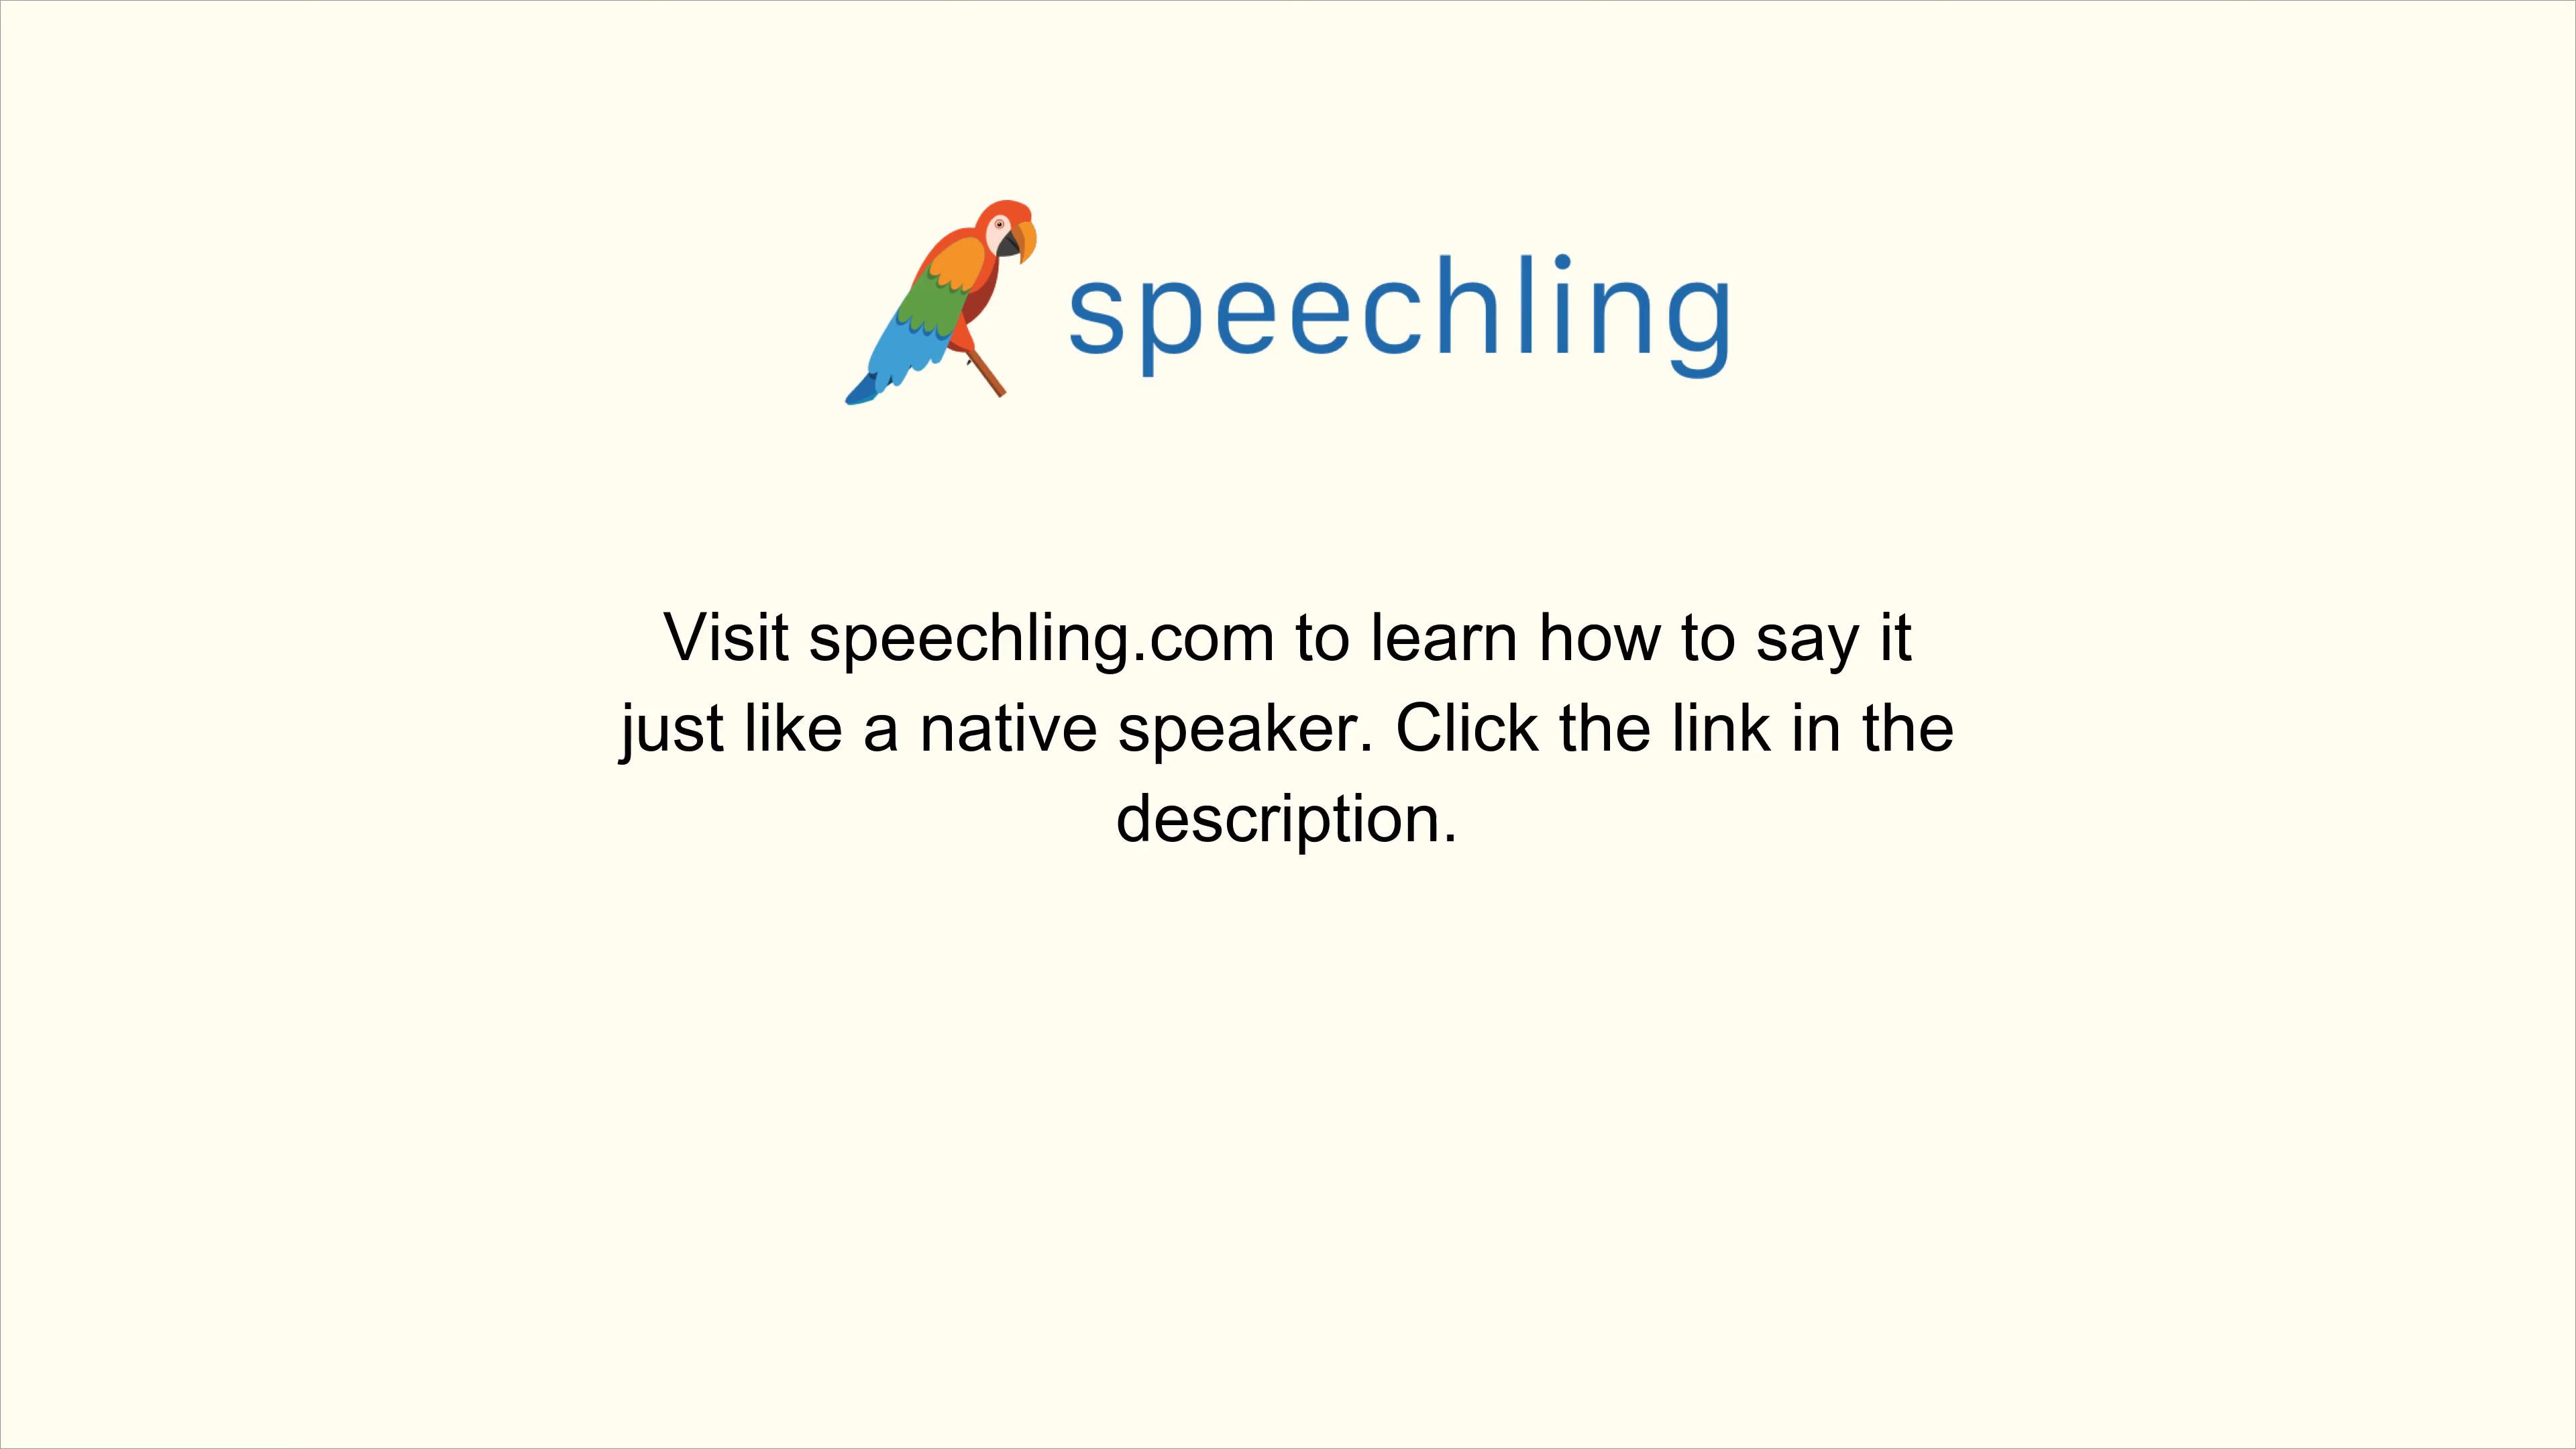 speechling
Visit speechling.com to learn how to say it
just like a native speaker. Click the link in the
description.